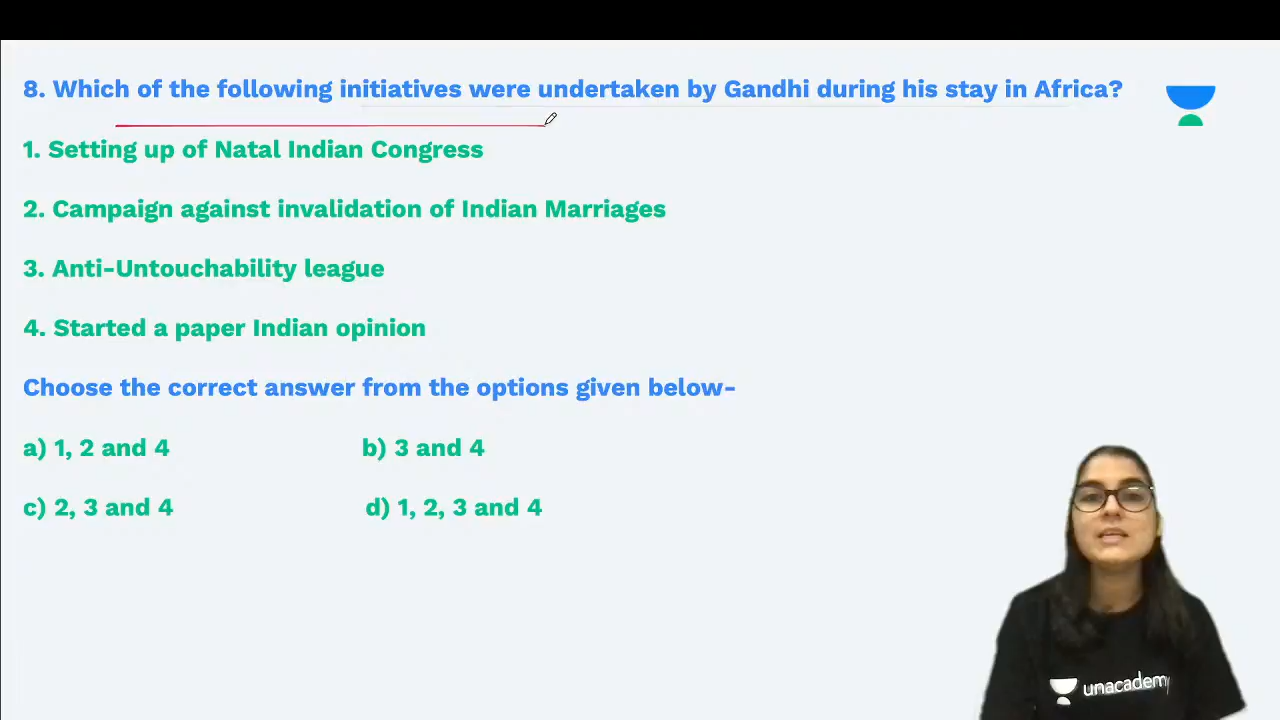 8. Which of the following initiatives were undertaken by Gandhi during his stay in Africa?
1. Setting up of Natal Indian Congress
2. Campaign against invalidation of Indian Marriages
3. Anti-Untouchability league
4. Started a paper Indian opinion
Choose the correct answer from the options given below-
a) 1, 2 and 4 b) 3 and 4
c) 2, 3 and 4 d) 1, 2, 3 and 4
unacademy